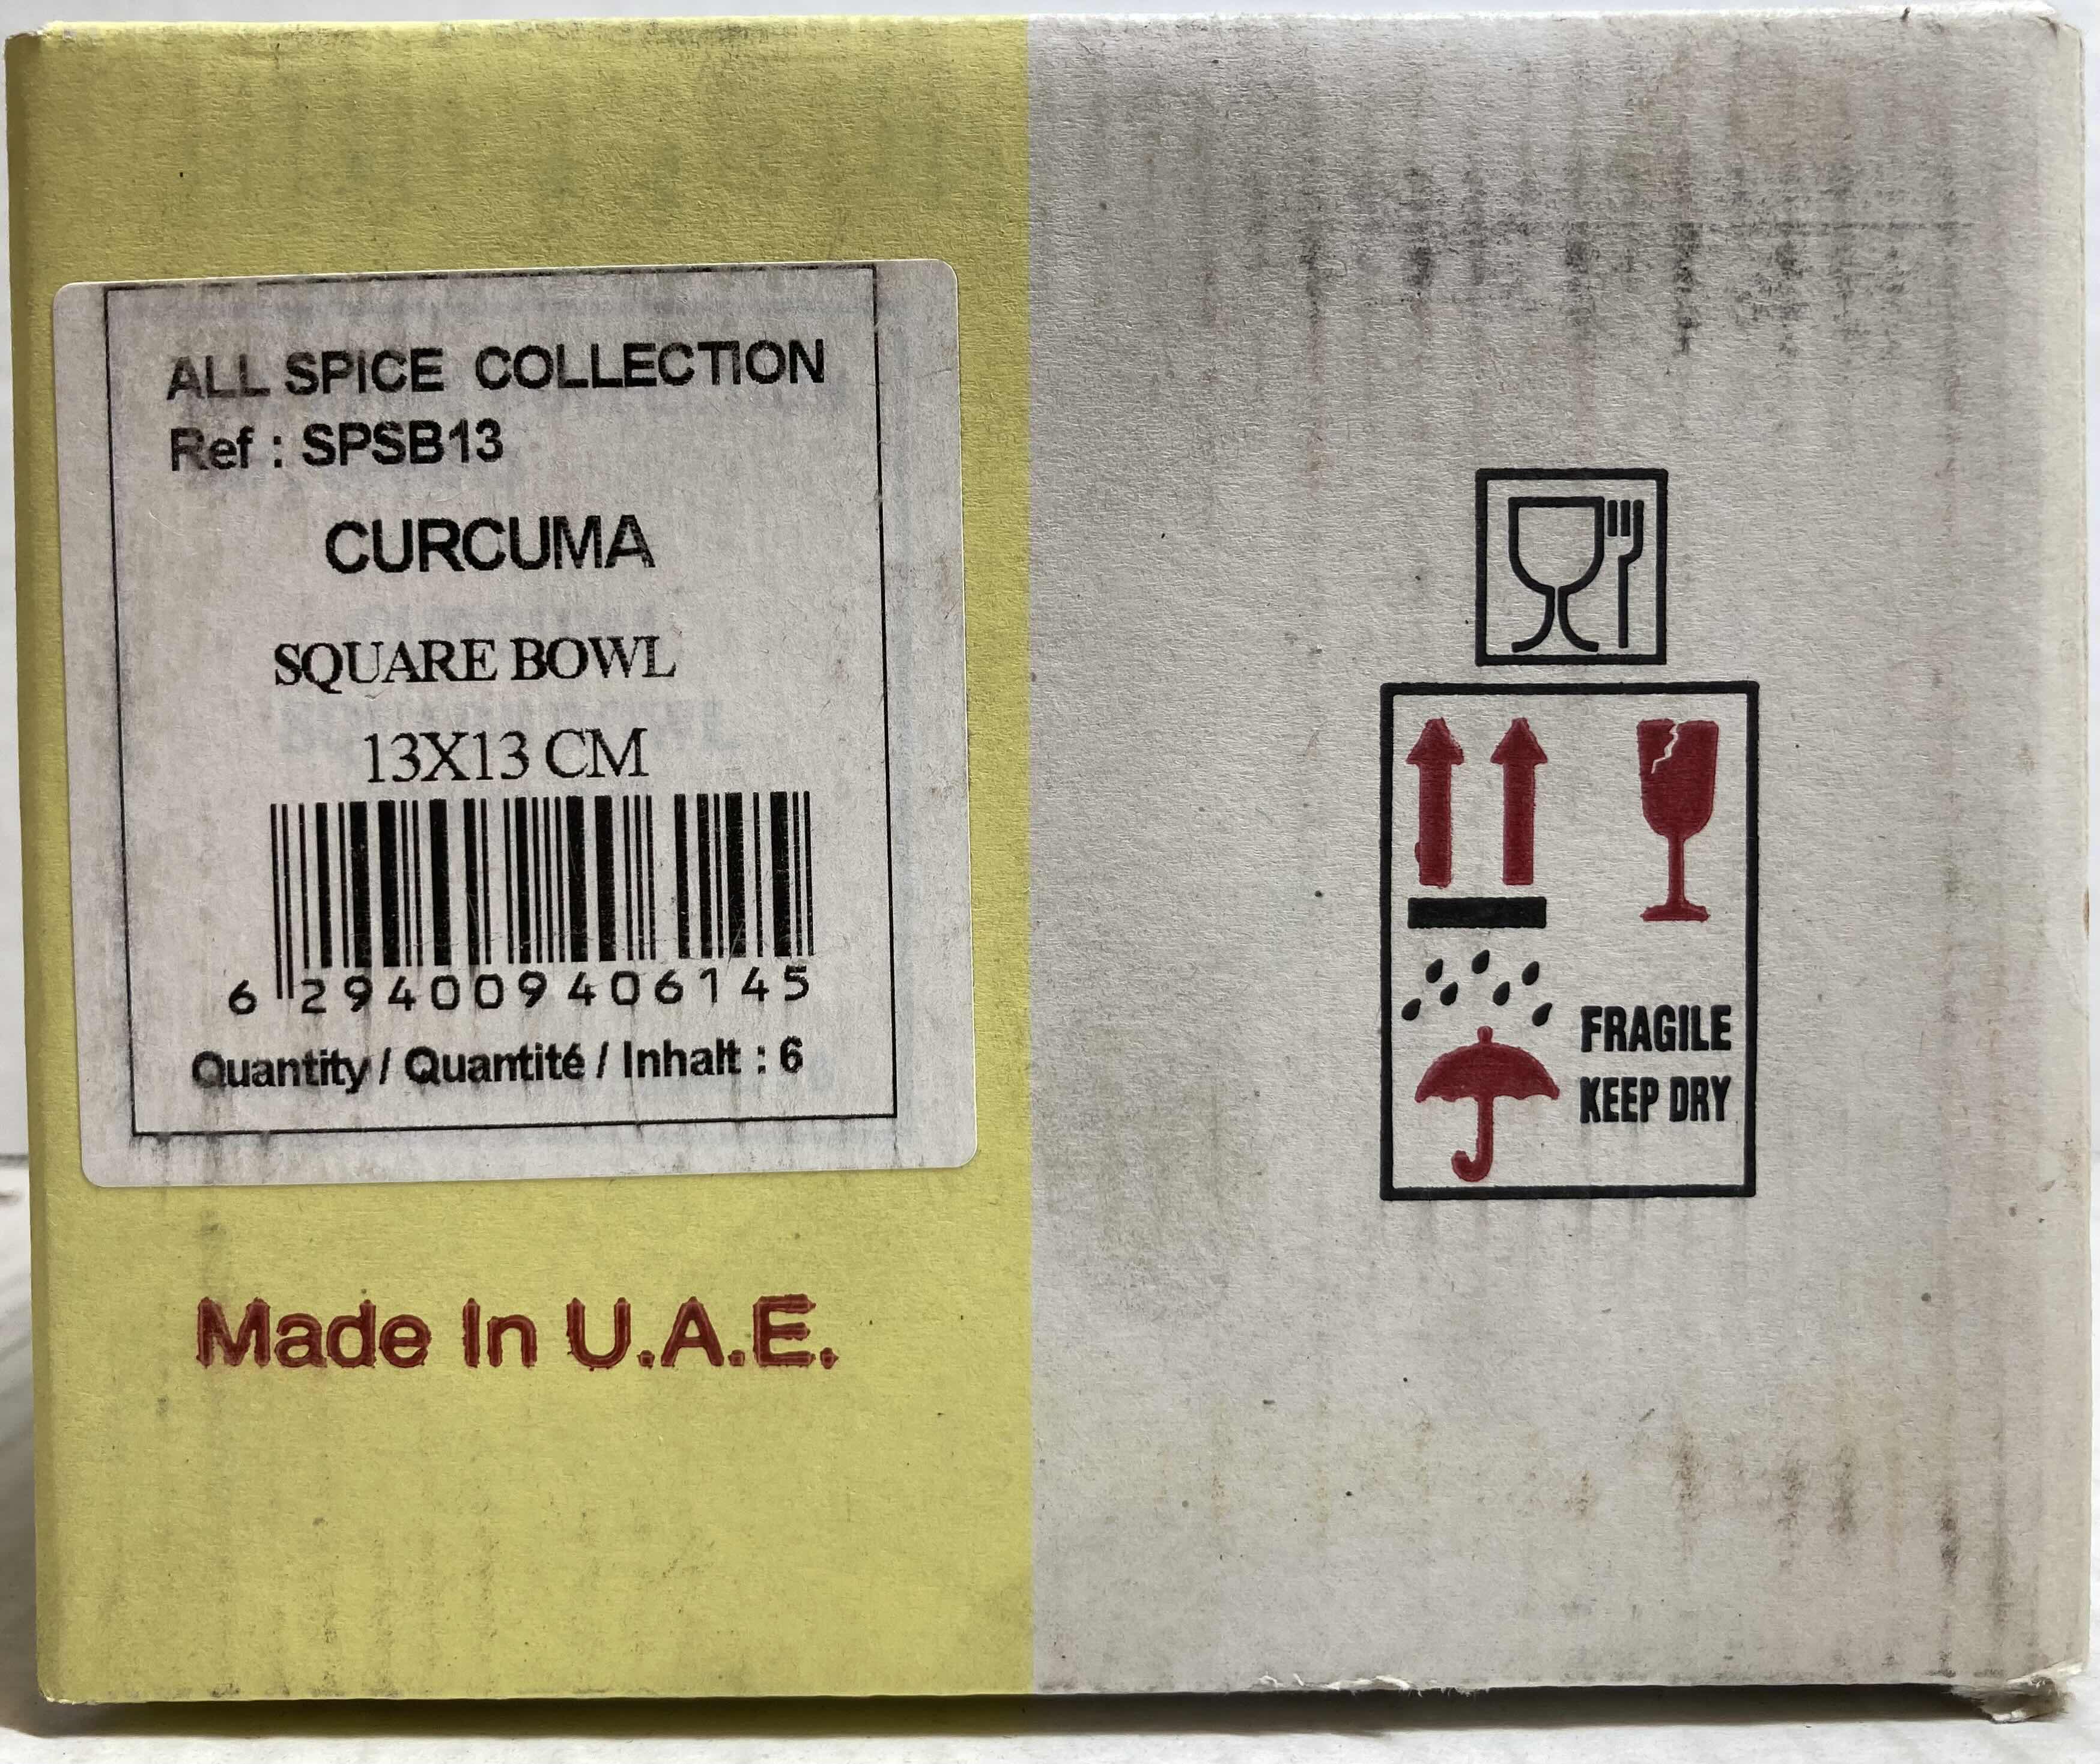 ALL SPICE COLLECTION
Ref : SPSB13
CURCUMA
SQUARE BOWL
13X13 CM
6 294009 406145
Quantity / Quantité / Inhalt : 6
Made In U.A.E.
FRAGILE
KEEP DRY